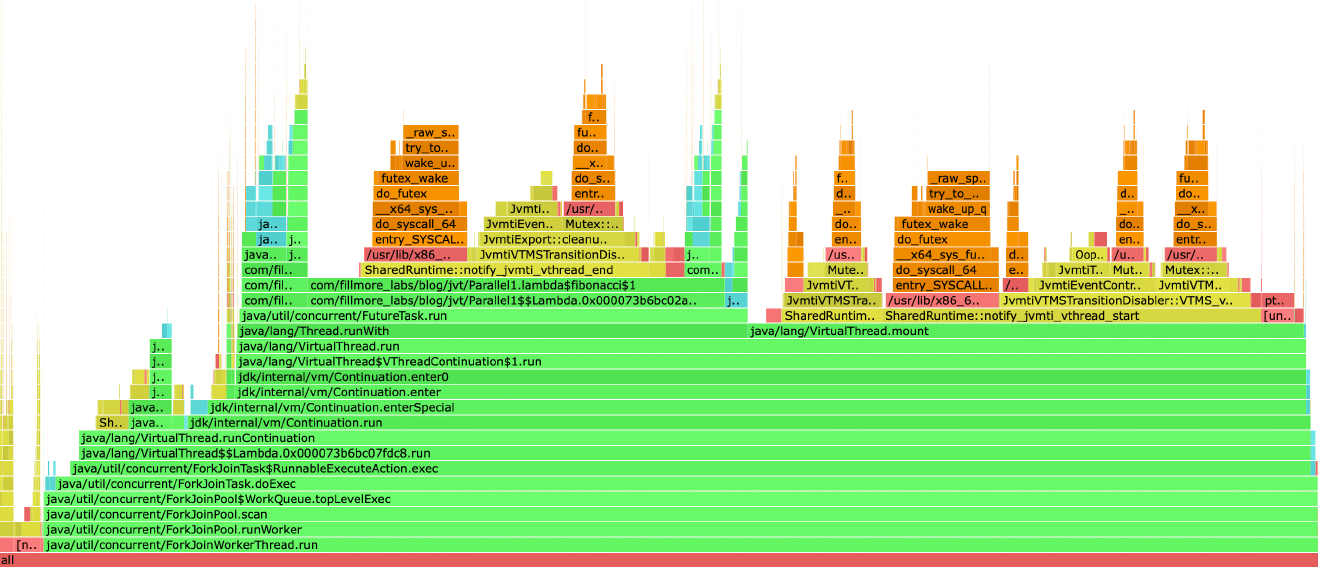 f..
_raw_s.. fu..
try_to.. do..
wake_u.. __x..
futex_wake do_s.. f.. _raw_sp.. fu..
do_futex entr.. d.. try_to_.. d.. do..
__x64_sys_.. Jvmti.. /usr/.. _.. wake_up_q _.. __x..
ja.. do_syscall_64 JvmtiEven.. Mutex::.. do.. futex_wake do.. do_s..
ja.. j.. entry_SYSCAL.. JvmtiExport::cleanu.. en.. do_futex d.. en.. entr..
java.. j.. /usr/lib/x86_.. JvmtiVTMSTransitionDis.. j.. /us.. __x64_sys_fu.. d.. Oop.. /u.. /usr/..
com/fil.. SharedRuntime::notify_jvmti_vthread_end com.. Mute.. do_syscall_64 e.. JvmtiT.. Mut.. Mutex::..
com/fil.. com/fillmore_labs/blog/jvt/Parallel1.lambda$fibonacci$1 JvmtiVT.. entry_SYSCALL.. /.. JvmtiEventContr.. JvmtiVTM..
com/fil.. com/fillmore_labs/blog/jvt/Parallel1$$Lambda.0x000073b6bc02a.. j.. JvmtiVTMSTra.. /usr/lib/x86_6.. JvmtiVTMSTransitionDisabler::VTMS_v.. pt..
java/util/concurrent/FutureTask.run SharedRuntim.. SharedRuntime::notify_jvmti_vthread_start [un..
java/lang/Thread.runWith java/lang/VirtualThread.mount
j.. java/lang/VirtualThread.run
j.. java/lang/VirtualThread$VThreadContinuation$1.run
j.. jdk/internal/vm/Continuation.enter0
j.. jdk/internal/vm/Continuation.enter
java.. jdk/internal/vm/Continuation.enterSpecial
Sh.. java.. jdk/internal/vm/Continuation.run
java/lang/VirtualThread.runContinuation
java/lang/VirtualThread$$Lambda.0x000073b6bc07fdc8.run
java/util/concurrent/ForkJoinTask$RunnableExecuteAction.exec
java/util/concurrent/ForkJoinTask.doExec
java/util/concurrent/ForkJoinPool$WorkQueue.topLevelExec
java/util/concurrent/ForkJoinPool.scan
java/util/concurrent/ForkJoinPool.runWorker
[n.. java/util/concurrent/ForkJoinWorkerThread.run
all